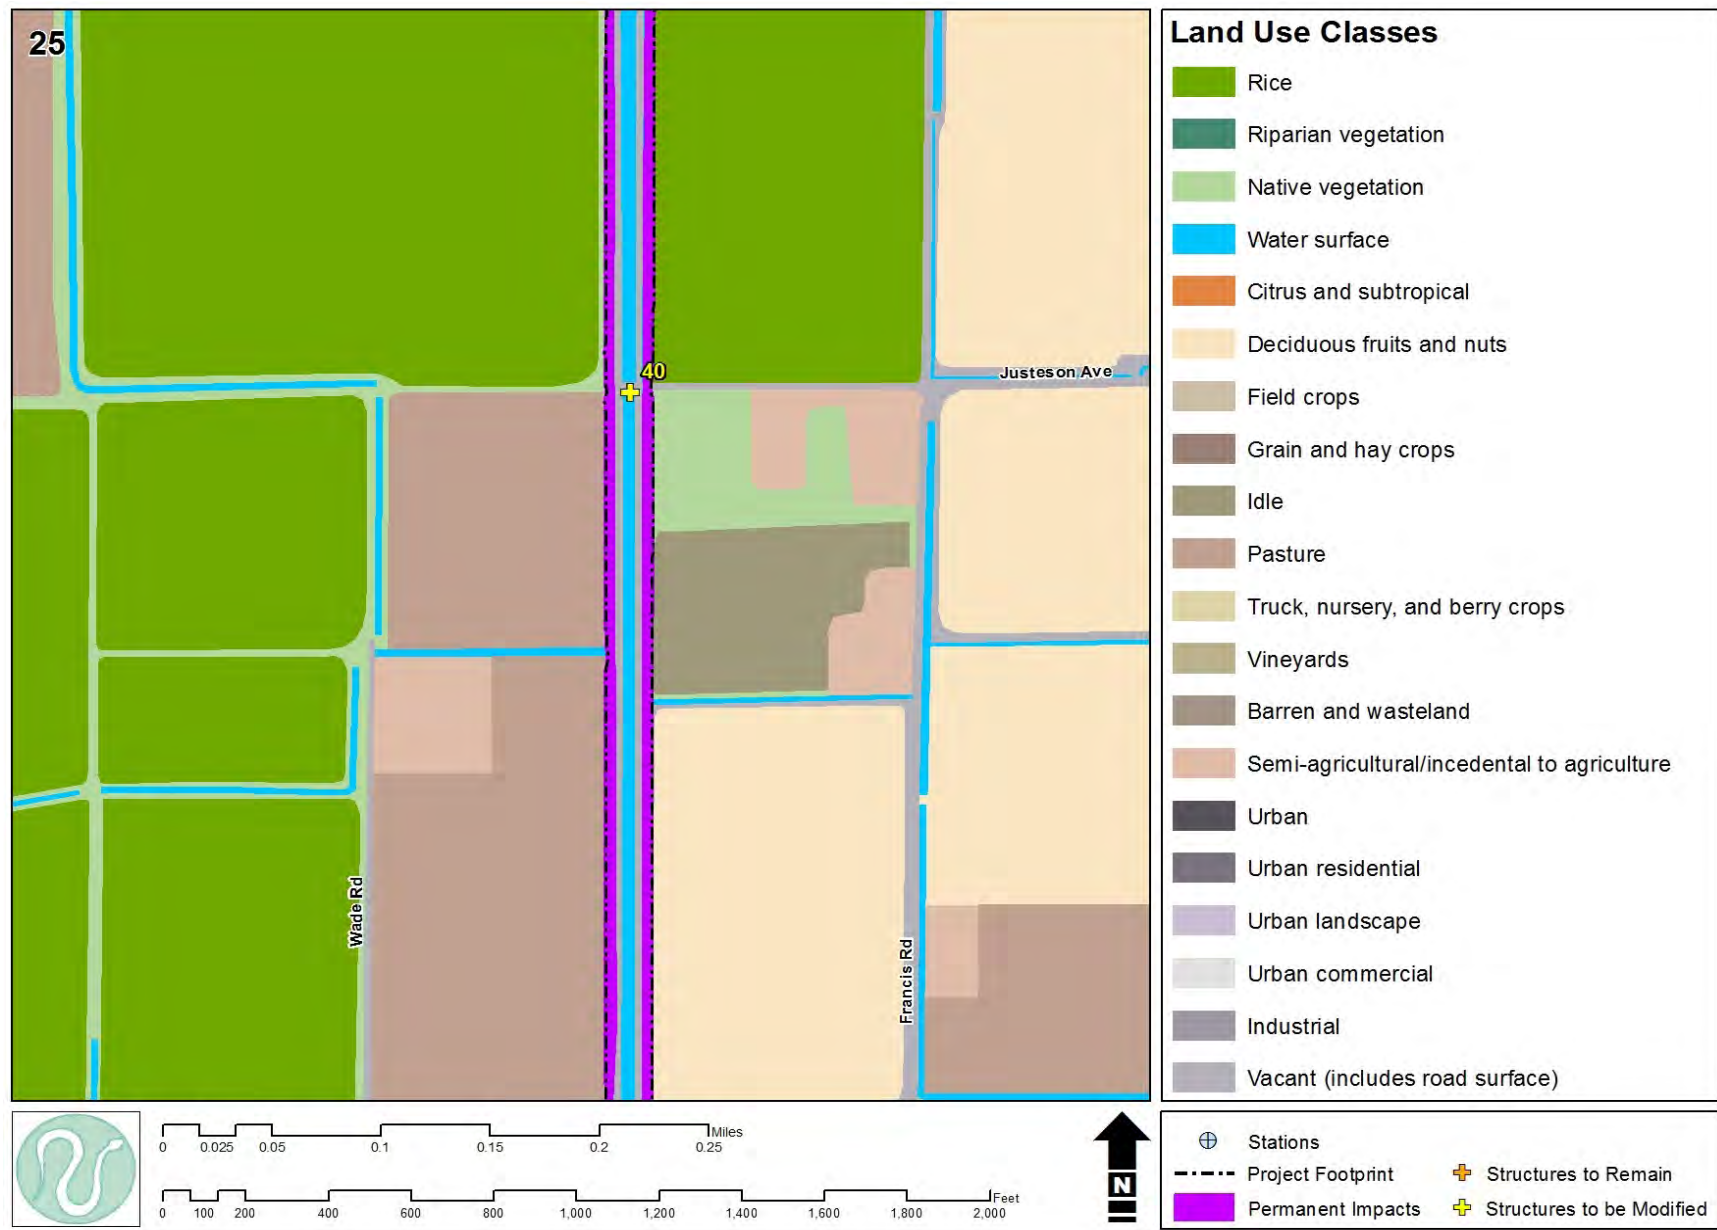 25
40
Justeson Ave
Wade Rd
Francis Rd
Land Use Classes
Rice
Riparian vegetation
Native vegetation
Water surface
Citrus and subtropical
Deciduous fruits and nuts
Field crops
Grain and hay crops
Idle
Pasture
Truck, nursery, and berry crops
Vineyards
Barren and wasteland
Semi-agricultural/incedental to agriculture
Urban
Urban residential
Urban landscape
Urban commercial
Industrial
Vacant (includes road surface)
Miles
0 0.025 0.05 0.1 0.15 0.2 0.25
Feet
0 100 200 400 600 800 1,000 1,200 1,400 1,600 1,800 2,000
N
Stations
Project Footprint
Structures to Remain
Permanent Impacts
Structures to be Modified